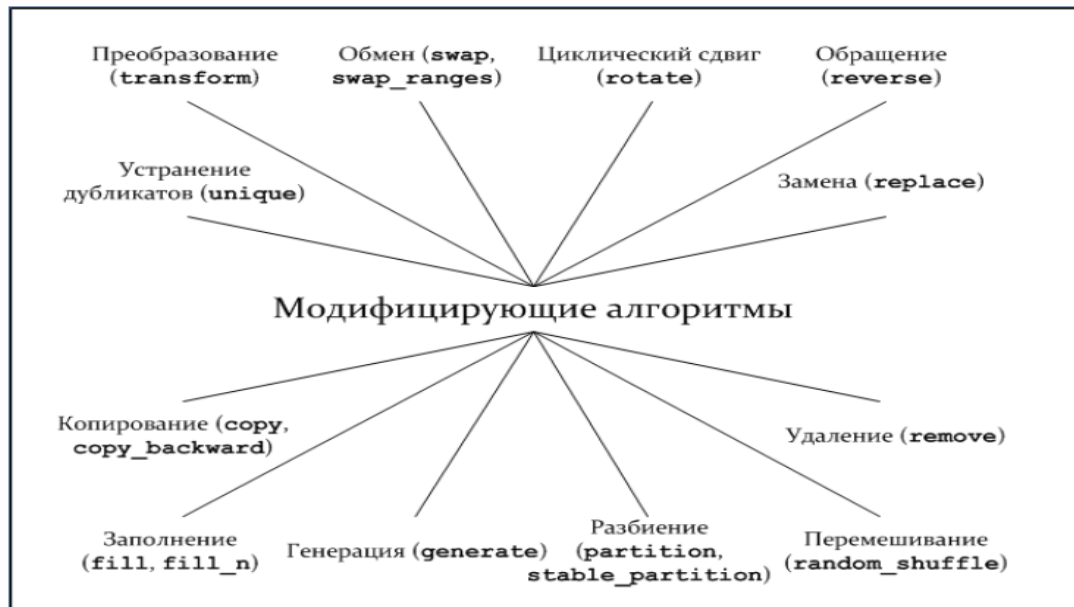 Преобразование
(transform)
Обмен (swap,
swap_ranges)
Циклический сдвиг
(rotate)
Обращение
(reverse)
Устранение
дубликатов (unique)
Замена (replace)
Модифицирующие алгоритмы
Копирование (copy,
copy_backward)
Удаление (remove)
Заполнение
(fill, fill_n)
Генерация (generate)
Разбиение
(partition,
stable_partition)
Перемешивание
(random_shuffle)